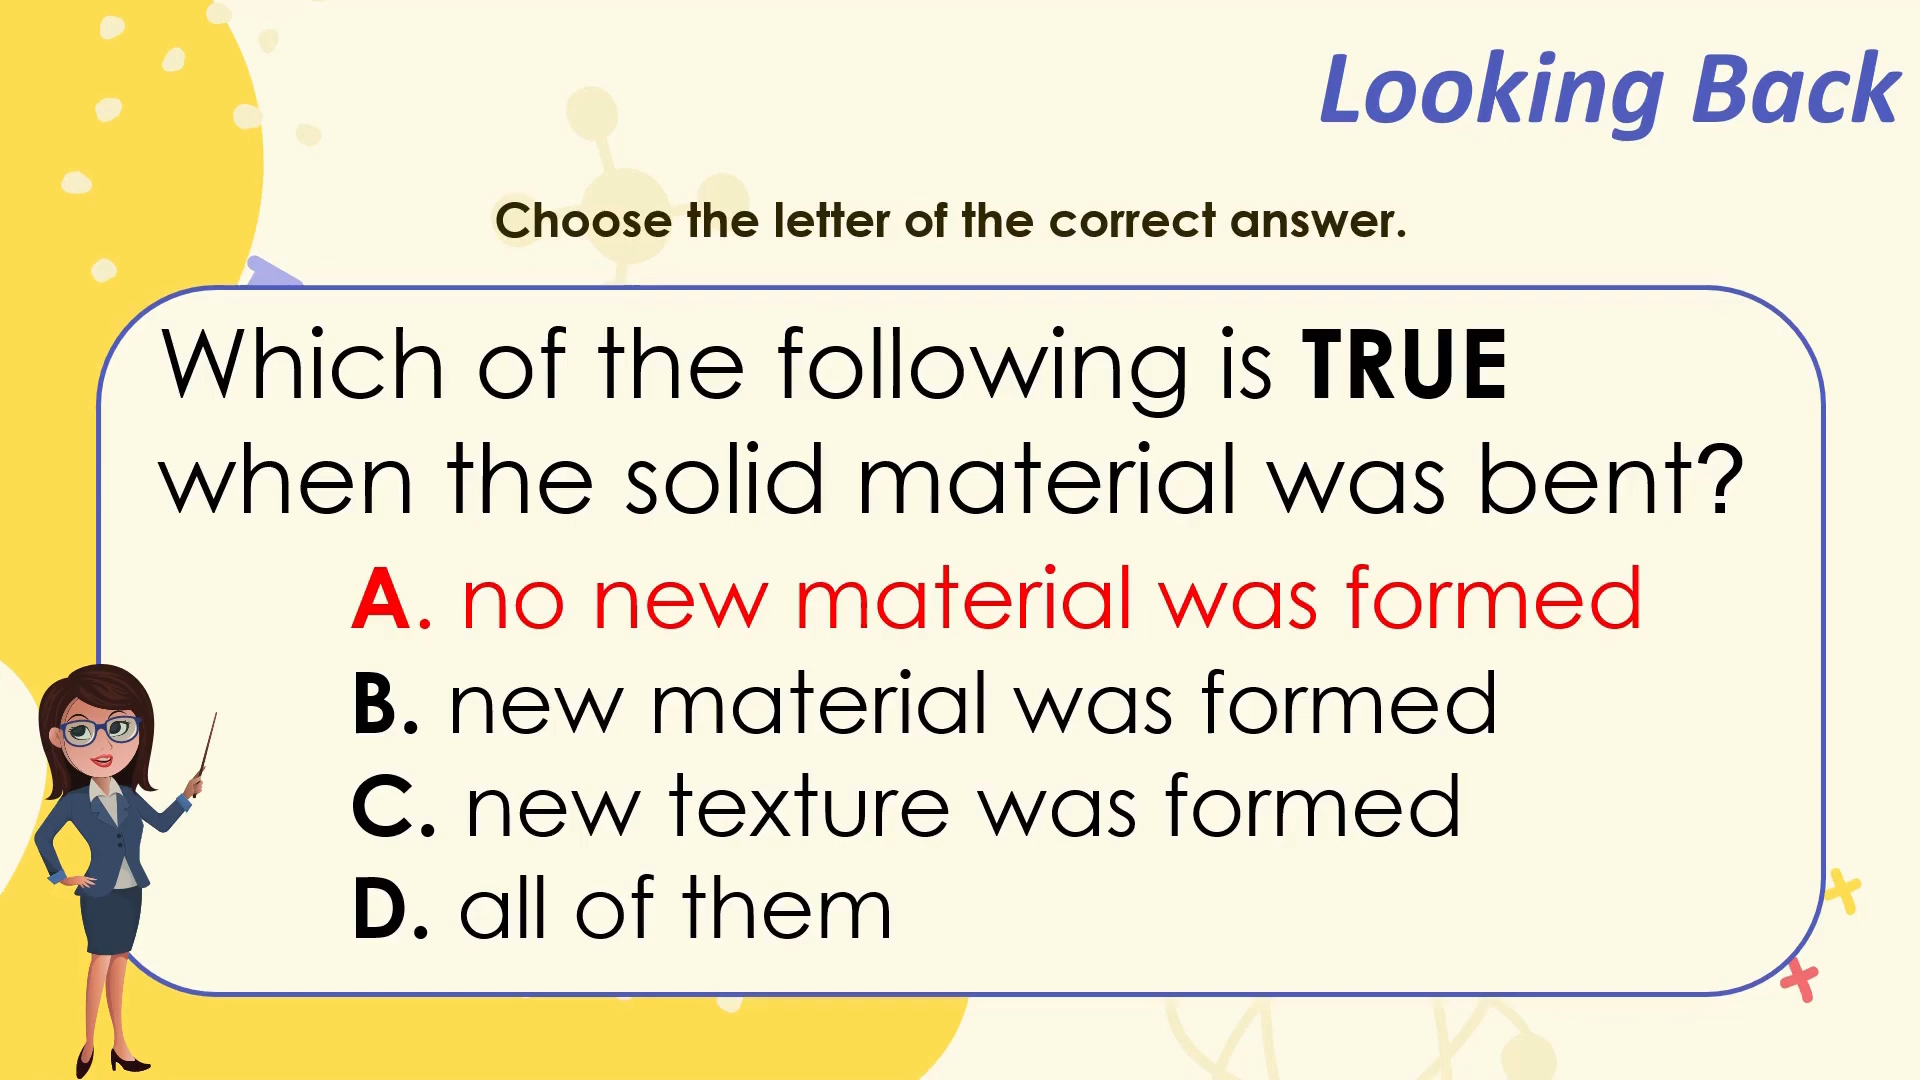 Looking Back
Choose the letter of the correct answer.
Which of the following is TRUE
when the solid material was bent?
A. no new material was formed
B. new material was formed
C. new texture was formed
D. all of them